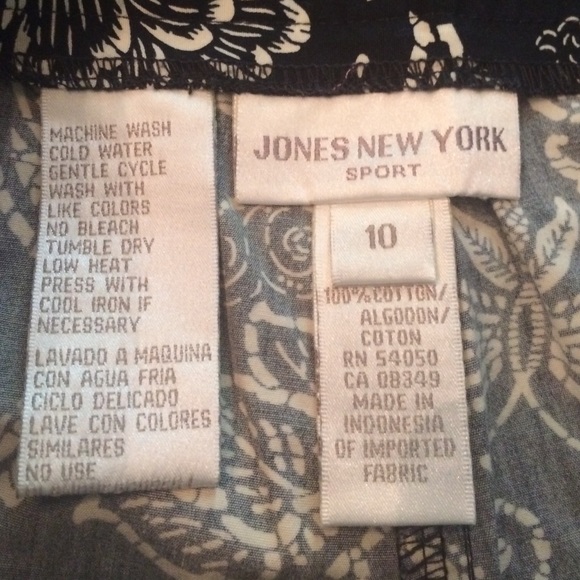 MACHINE WASH
COLD WATER
GENTLE CYCLE
WASH WITH
LIKE COLORS
NO BLEACH
TUMBLE DRY
LOW HEAT
PRESS WITH
COOL IRON IF
NECESSARY
LAVADO A MAQUINA
CON AGUA FRIA
CICLO DELICADO
LAVE CON COLORES
SIMILARES
NO USE
JONES NEW YORK
SPORT
10
100% COTTON/
ALGODON/
COTON
RN 54050
CA 08349
MADE IN
INDONESIA
OF IMPORTED
FABRIC